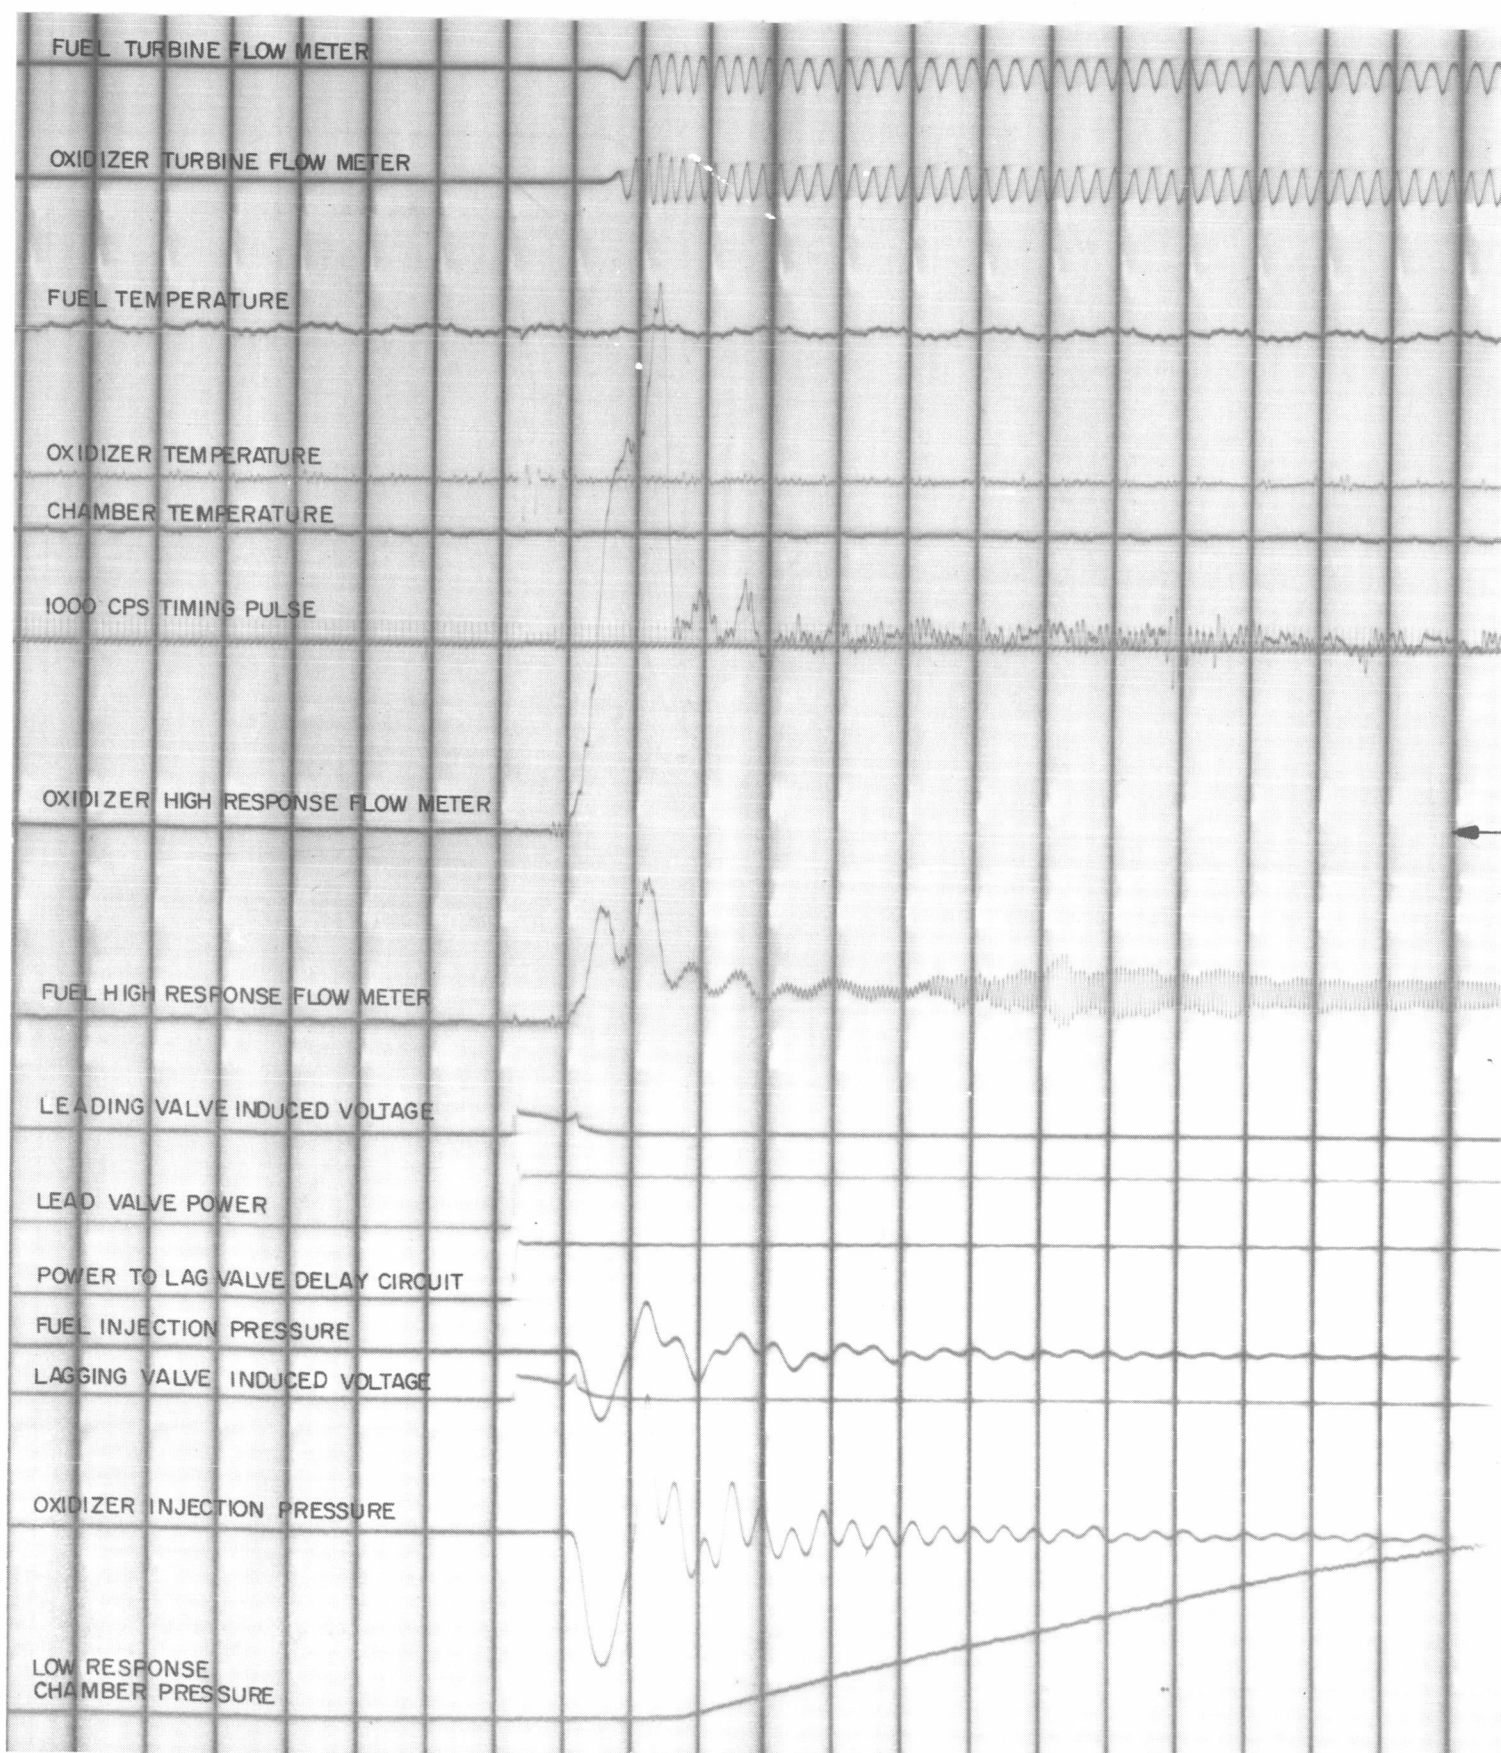 FUEL TURBINE FLOW METER
OXIDIZER TURBINE FLOW METER
FUEL TEMPERATURE
OXIDIZER TEMPERATURE
CHAMBER TEMPERATURE
1000 CPS TIMING PULSE
OXIDIZER HIGH RESPONSE FLOW METER
FUEL HIGH RESPONSE FLOW METER
LEADING VALVE INDUCED VOLTAGE
LEAD VALVE POWER
POWER TO LAG VALVE DELAY CIRCUIT
FUEL INJECTION PRESSURE
LAGGING VALVE INDUCED VOLTAGE
OXIDIZER INJECTION PRESSURE
LOW RESPONSE
CHAMBER PRESSURE